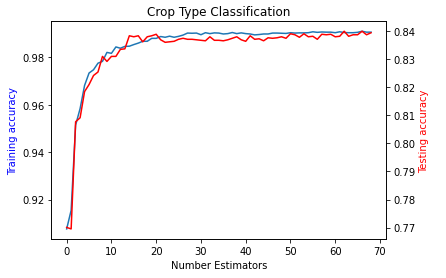 Crop Type Classification
Training accuracy
0.98
0.96
0.94
0.92
0.84
0.83
0.82
0.81
0.80
0.79
0.78
0.77
Testing accuracy
0 10 20 30 40 50 60 70
Number Estimators